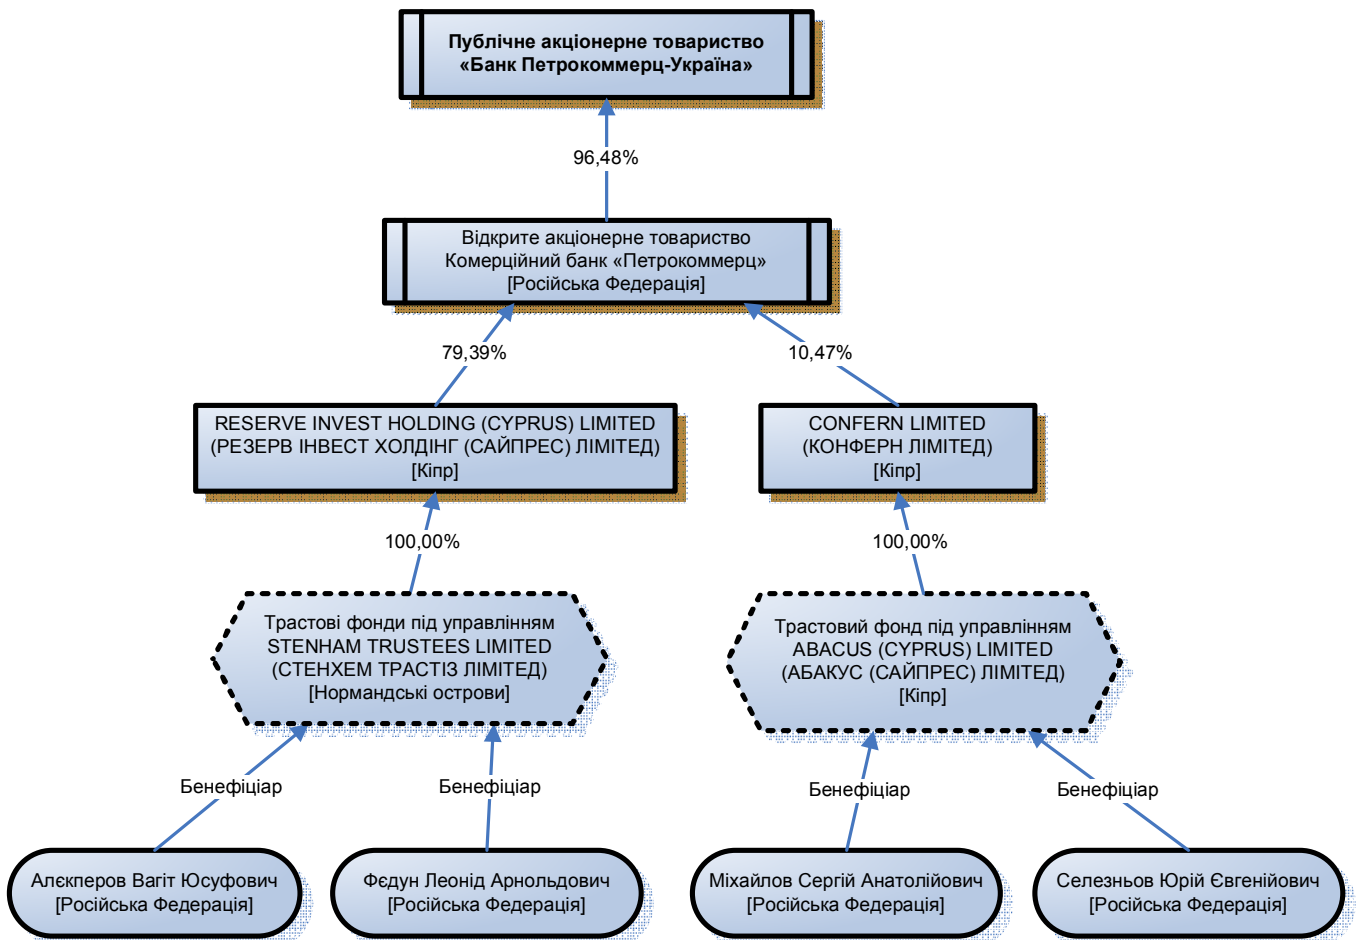 Публічне акціонерне товариство
«Банк Петрокоммерц-Україна»
96,48%
Відкрите акціонерне товариство
Комерційний банк «Петрокоммерц»
[Російська Федерація]
79,39%
10,47%
RESERVE INVEST HOLDING (CYPRUS) LIMITED
(РЕЗЕРВ ІНВЕСТ ХОЛДІНГ (САЙПРЕС) ЛІМІТЕД)
[Кіпр]
CONFERN LIMITED
(КОНФЕРН ЛІМІТЕД)
[Кіпр]
100,00%
100,00%
Трастові фонди під управлінням
STENHAM TRUSTEES LIMITED
(СТЕНХЕМ ТРАСТІЗ ЛІМІТЕД)
[Нормандські острови]
Трастовий фонд під управлінням
ABACUS (CYPRUS) LIMITED
(АБАКУС (САЙПРЕС) ЛІМІТЕД)
[Кіпр]
Бенефіціар
Бенефіціар
Бенефіціар
Бенефіціар
Алєкперов Вагіт Юсуфович
[Російська Федерація]
Фєдун Леонід Арнольдович
[Російська Федерація]
Міхайлов Сергій Анатолійович
[Російська Федерація]
Селезньов Юрій Євгенійович
[Російська Федерація]